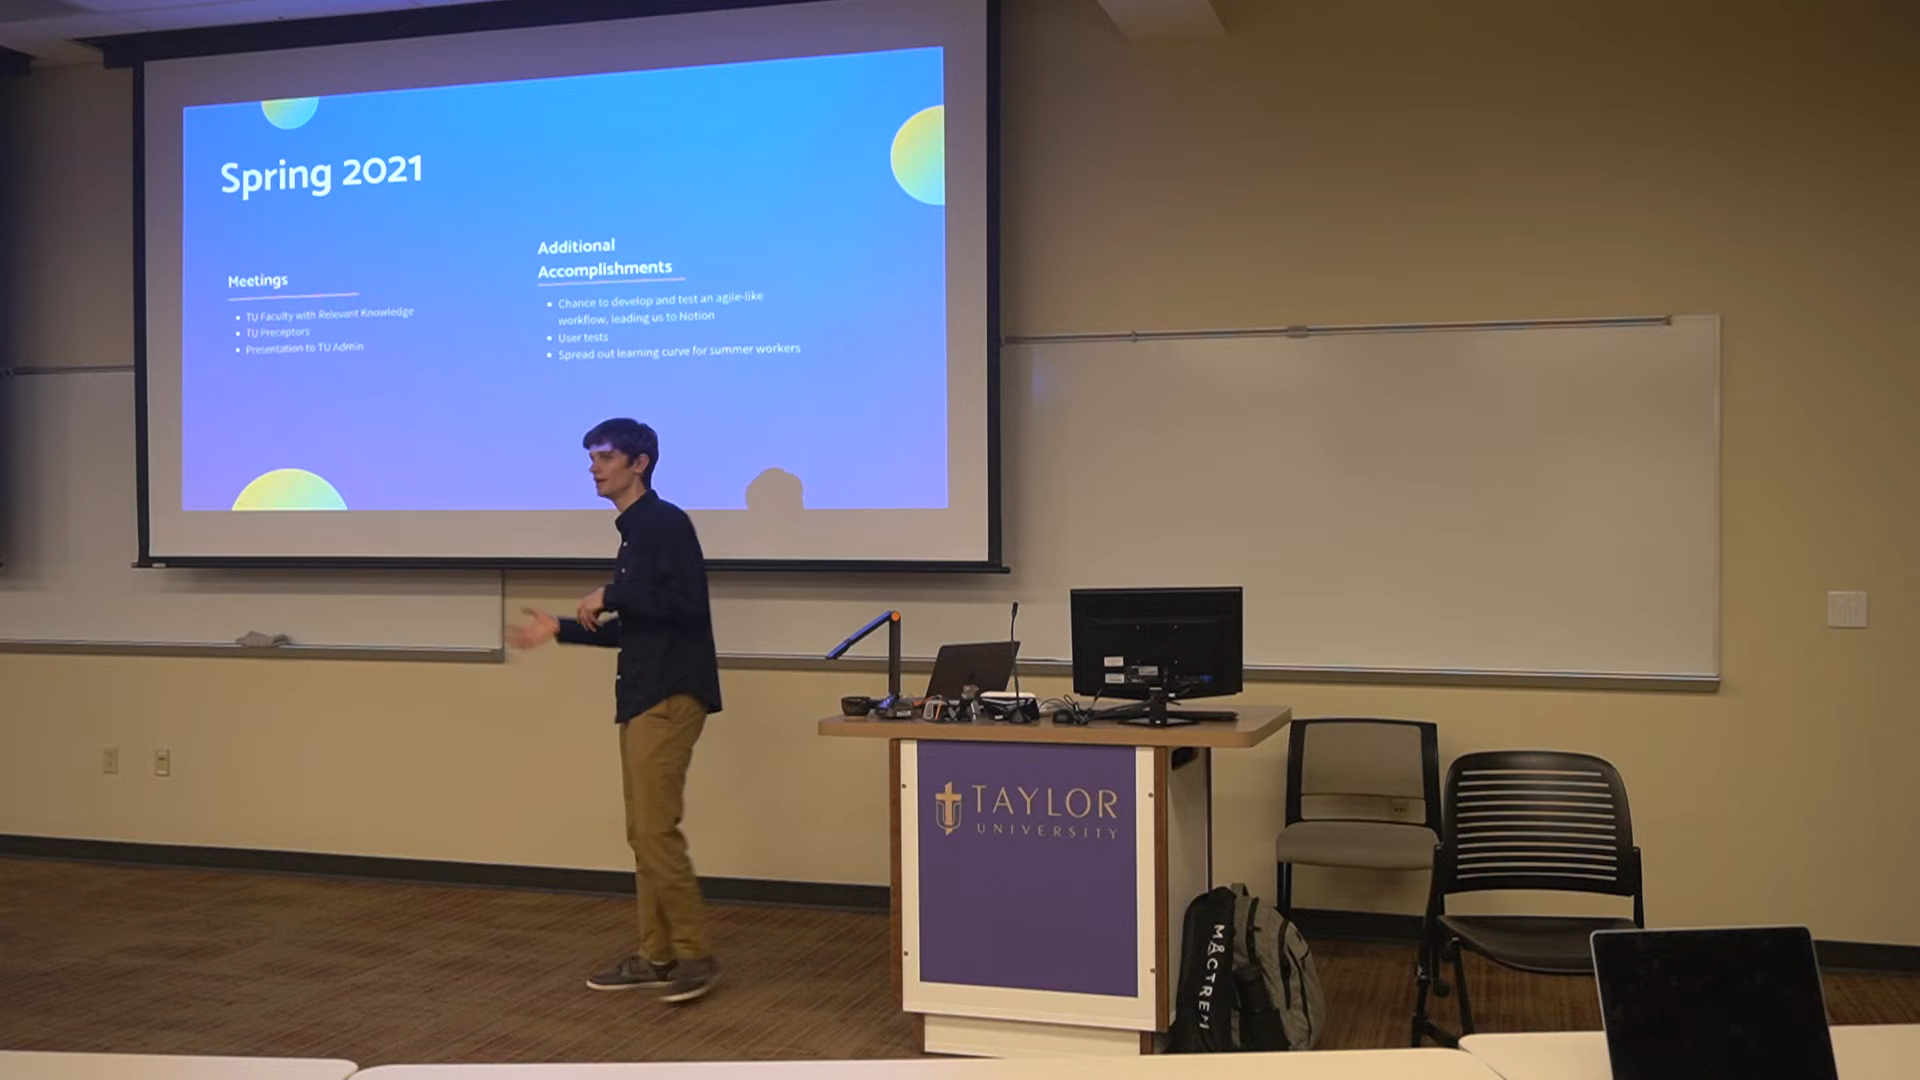 Spring 2021
Meetings
TU Faculty with Relevant Knowledge
TU Preceptors
Presentation to TU Admin
Additional
Accomplishments
Chance to develop and test an agile-like
workflow, leading us to Notion
User tests
Spread out learning curve for summer workers
TAYLOR
UNIVERSITY